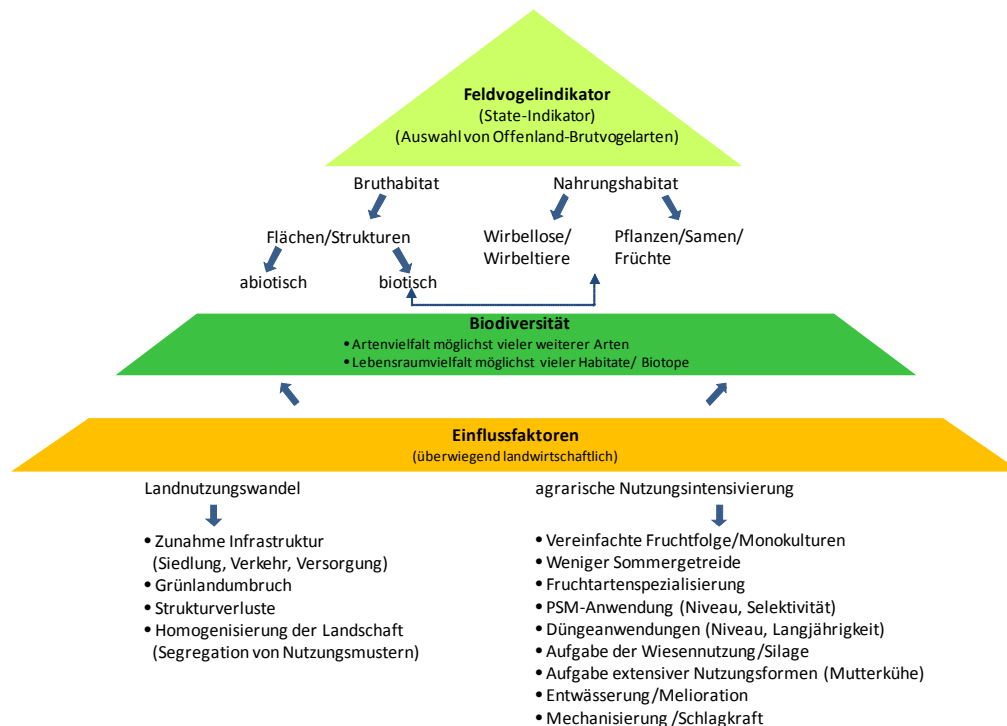 Feldvogelindikator
(State-Indikator)
(Auswahl von Offenland-Brutvogelarten)
Bruthabitat
Nahrungshabitat
Flächen/Strukturen
Wirbellose/
Wirbeltiere
Pflanzen/Samen/
Früchte
abiotisch
biotisch
Biodiversität
• Artenvielfalt möglichst vieler weiterer Arten
• Lebensraumvielfalt möglichst vieler Habitate/ Biotope
Einflussfaktoren
(überwiegend landwirtschaftlich)
Landnutzungswandel
• Zunahme Infrastruktur
(Siedlung, Verkehr, Versorgung)
• Grünlandumbruch
• Strukturverluste
• Homogenisierung der Landschaft
(Segregation von Nutzungsmustern)
agrarische Nutzungsintensivierung
• Vereinfachte Fruchtfolge/Monokulturen
• Weniger Sommergetreide
• Fruchtartenspezialisierung
• PSM-Anwendung (Niveau, Selektivität)
• Düngeanwendungen (Niveau, Langjährigkeit)
• Aufgabe der Wiesennutzung/Silage
• Aufgabe extensiver Nutzungsformen (Mutterkühe)
• Entwässerung/Melioration
• Mechanisierung/Schlagkraft